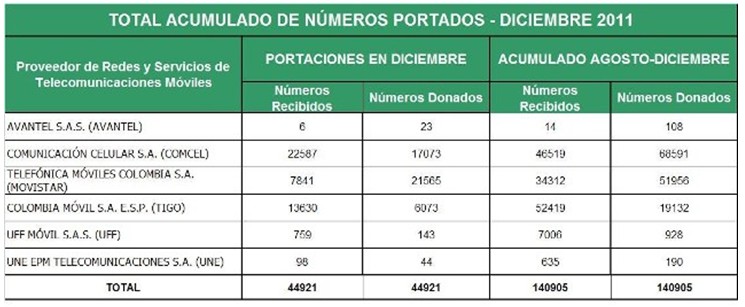 TOTAL ACUMULADO DE NÚMEROS PORTADOS - DICIEMBRE 2011
Proveedor de Redes y Servicios de Telecomunicaciones Móviles
PORTACIONES EN DICIEMBRE
ACUMULADO AGOSTO-DICIEMBRE
Números Recibidos
Números Donados
Números Recibidos
Números Donados
AVANTEL S.A.S. (AVANTEL) 6 23 14 108
COMUNICACIÓN CELULAR S.A. (COMCEL) 22587 17073 46519 68591
TELEFÓNICA MÓVILES COLOMBIA S.A. (MOVISTAR) 7841 21565 34312 51956
COLOMBIA MÓVIL S.A. E.S.P. (TIGO) 13630 6073 52419 19132
UFF MÓVIL S.A.S. (UFF) 759 143 7006 928
UNE EPM TELECOMUNICACIONES S.A. (UNE) 98 44 635 190
TOTAL 44921 44921 140905 140905